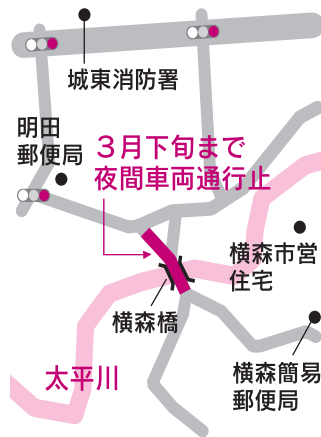 城東消防署
明田
郵便局
３月下旬まで
夜間車両通行止
横森市営
住宅
横森橋
太平川
横森簡易
郵便局